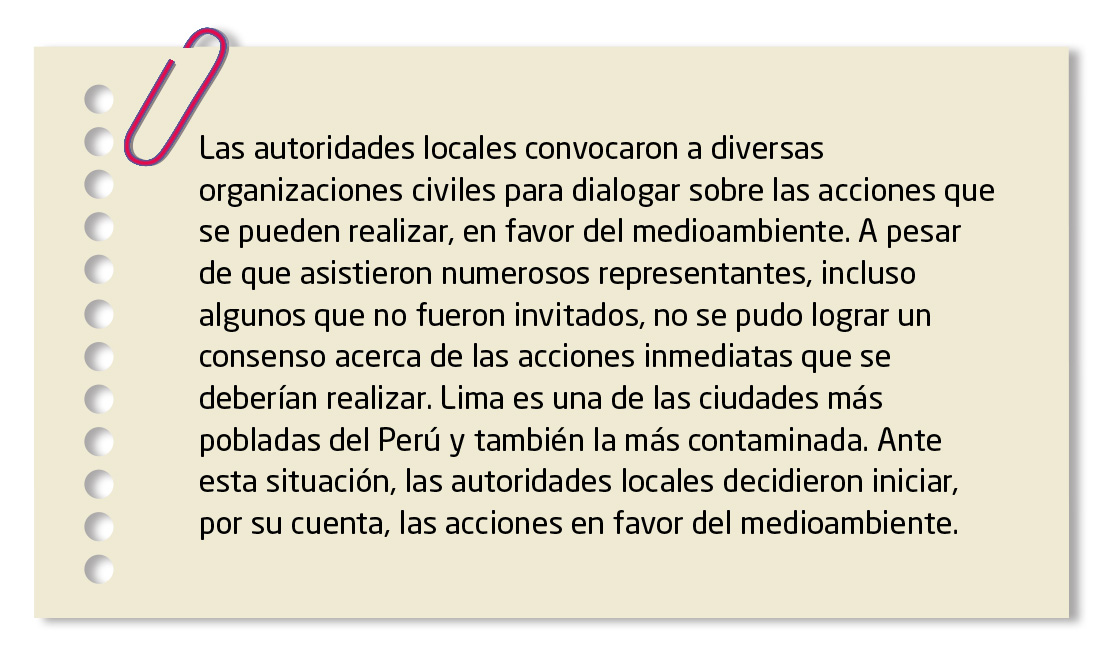 Las autoridades locales convocaron a diversas
organizaciones civiles para dialogar sobre las acciones que
se pueden realizar, en favor del medioambiente. A pesar
de que asistieron numerosos representantes, incluso
algunos que no fueron invitados, no se pudo lograr un
consenso acerca de las acciones inmediatas que se
deberían realizar. Lima es una de las ciudades más
pobladas del Perú y también la más contaminada. Ante
esta situación, las autoridades locales decidieron iniciar,
por su cuenta, las acciones en favor del medioambiente.